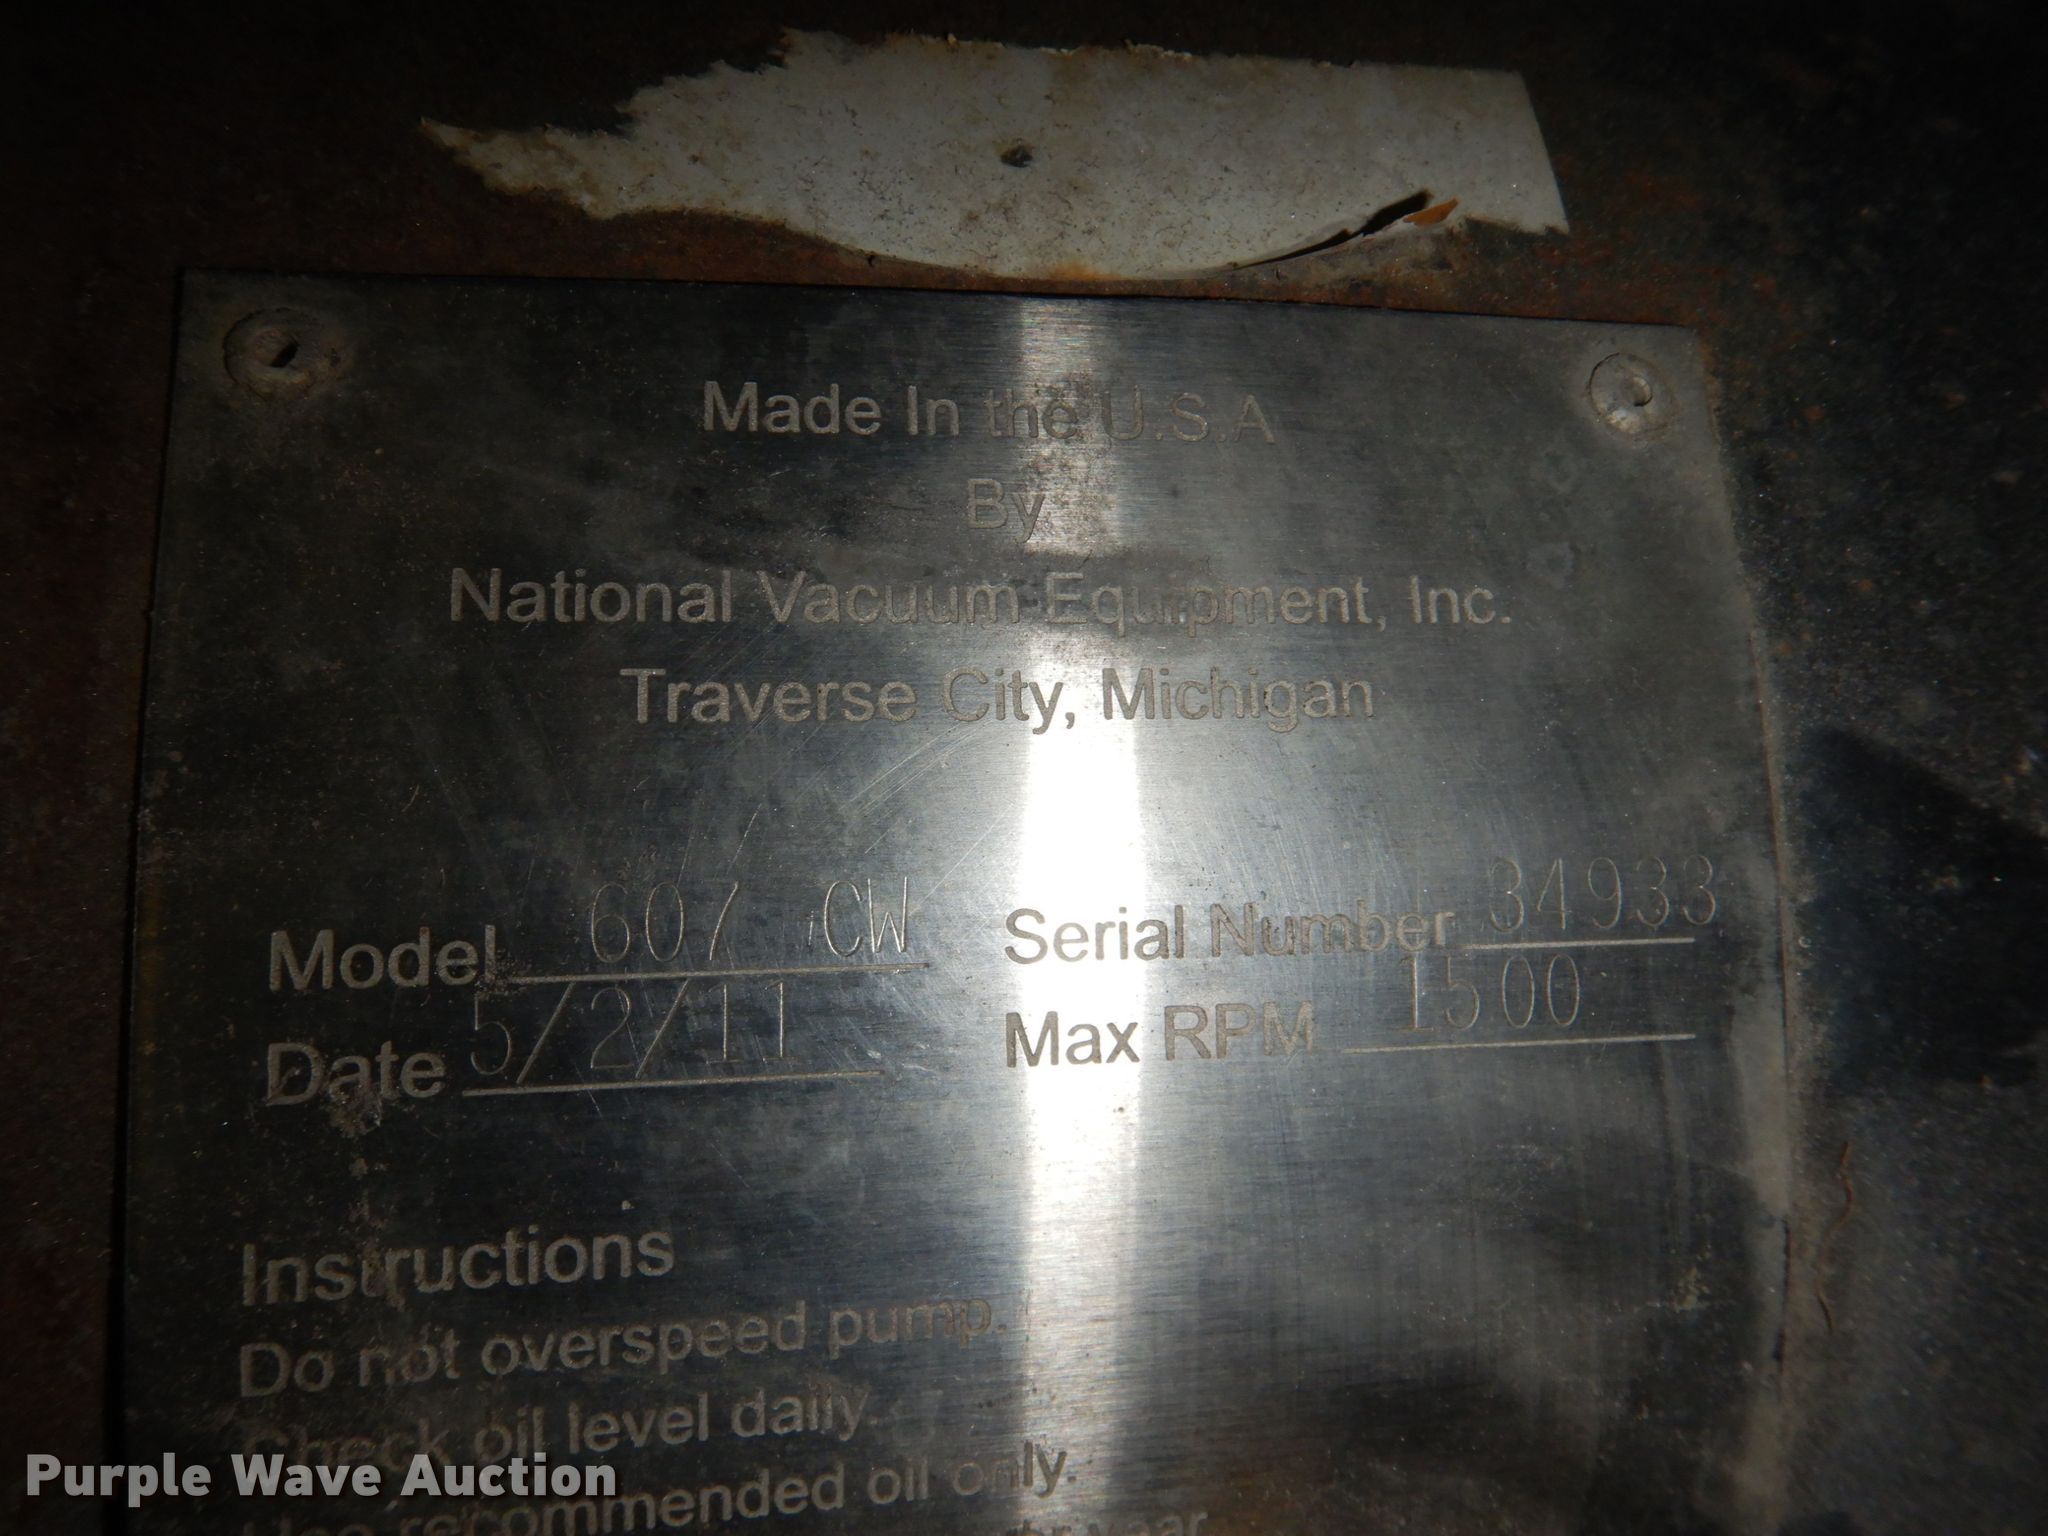 Made In the U.S.A
By
National Vacuum Equipment, Inc.
Traverse City, Michigan
Model 607 CW Serial Number 34933
Date 5/2/11 Max RPM 1500
Instructions
Do not overspeed pump.
Check oil level daily.
Use recommended oil only.
year
Purple Wave Auction